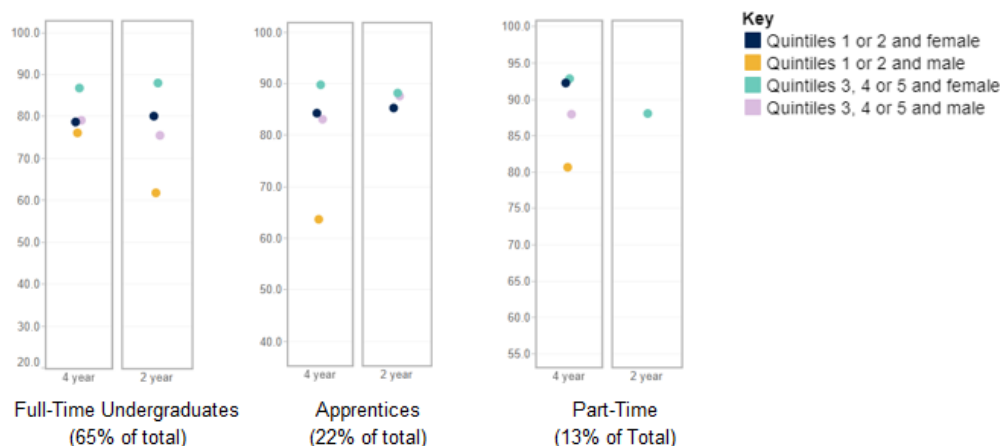 Key
Quintiles 1 or 2 and female
Quintiles 1 or 2 and male
Quintiles 3, 4 or 5 and female
Quintiles 3, 4 or 5 and male
100.0
90.0
80.0
70.0
60.0
50.0
40.0
30.0
20.0
4 year
2 year
Full-Time Undergraduates
(65% of total)
100.0
90.0
80.0
70.0
60.0
50.0
40.0
4 year
2 year
Apprentices
(22% of total)
100.0
95.0
90.0
85.0
80.0
75.0
70.0
65.0
60.0
55.0
4 year
2 year
Part-Time
(13% of Total)